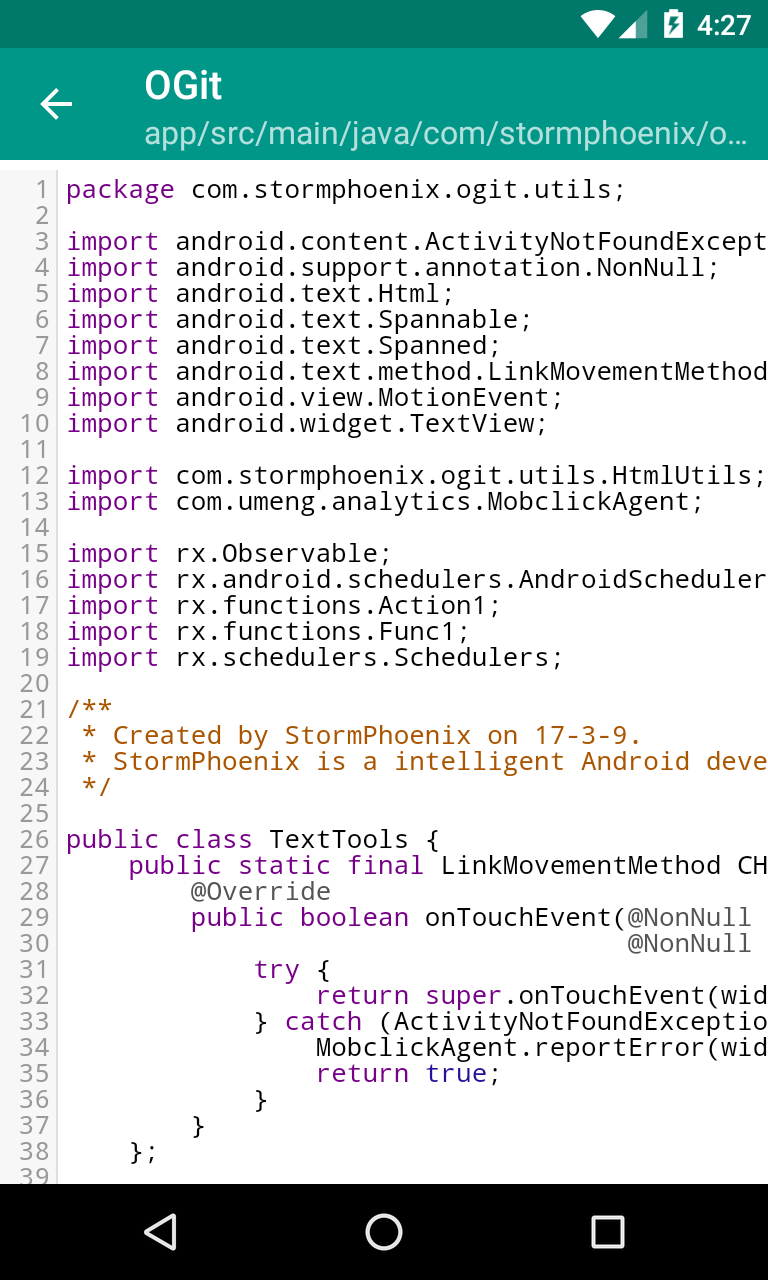 4:27
OGit
app/src/main/java/com/stormphoenix/o...
1 package com.stormphoenix.ogit.utils;
2
3 import android.content.ActivityNotFoundExcept
4 import android.support.annotation.NonNull;
5 import android.text.Html;
6 import android.text.Spannable;
7 import android.text.Spanned;
8 import android.text.method.LinkMovementMethod
9 import android.view.MotionEvent;
10 import android.widget.TextView;
11
12 import com.stormphoenix.ogit.utils.HtmlUtils;
13 import com.umeng.analytics.MobclickAgent;
14
15 import rx.Observable;
16 import rx.android.schedulers.AndroidScheduler
17 import rx.functions.Action1;
18 import rx.functions.Func1;
19 import rx.schedulers.Schedulers;
20
21 /**
22  * Created by StormPhoenix on 17-3-9.
23  * StormPhoenix is a intelligent Android deve
24  */
25
26 public class TextTools {
27     public static final LinkMovementMethod CH
28         @Override
29         public boolean onTouchEvent(@NonNull
30                                     @NonNull
31             try {
32                 return super.onTouchEvent(wid
33             } catch (ActivityNotFoundExceptio
34                 MobclickAgent.reportError(wid
35                 return true;
36             }
37         }
38     };
39